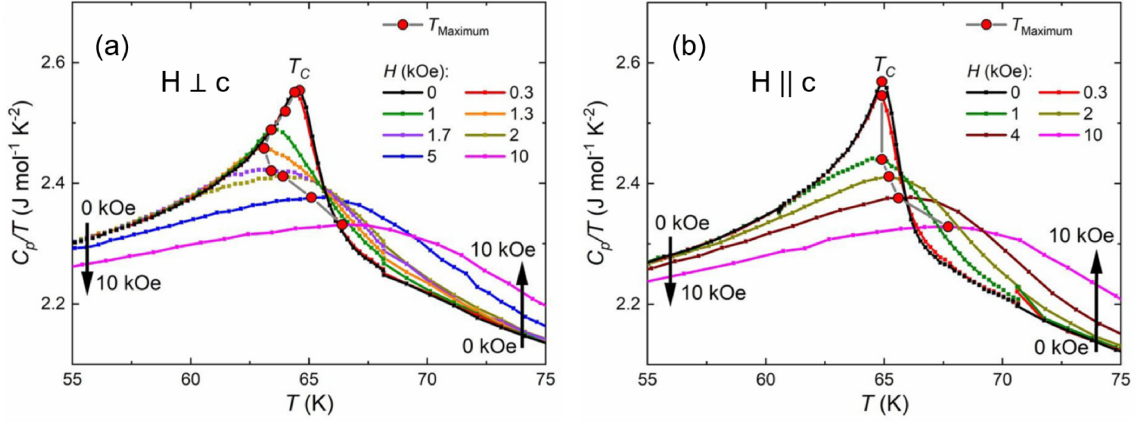 (a)
H ⊥ c
T_Maximum
T_C
H (kOe):
0 0.3
1 1.3
1.7 2
5 10
0 kOe
10 kOe
10 kOe
0 kOe
2.6
2.4
2.2
C_p/T (J mol⁻¹ K⁻²)
55 60 65 70 75
T (K)
(b)
H || c
T_Maximum
T_C
H (kOe):
0 0.3
1 2
4 10
0 kOe
10 kOe
10 kOe
0 kOe
2.6
2.4
2.2
C_p/T (J mol⁻¹ K⁻²)
55 60 65 70 75
T (K)